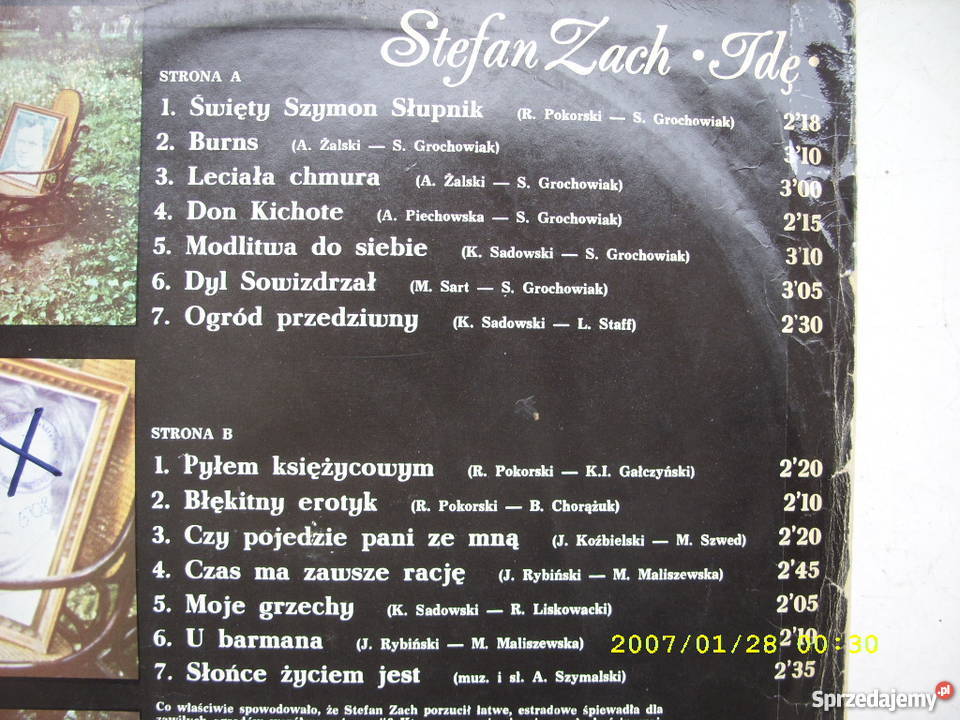 Stefan Zach • Idę •
STRONA A
1. Święty Szymon Słupnik (R. Pokorski — S. Grochowiak) 2'18
2. Burns (A. Żalski — S. Grochowiak) 3'10
3. Leciała chmura (A. Żalski — S. Grochowiak) 3'00
4. Don Kichote (A. Piechowska — S. Grochowiak) 2'15
5. Modlitwa do siebie (K. Sadowski — S. Grochowiak) 3'10
6. Dyl Sowizdrzał (M. Sart — S. Grochowiak) 3'05
7. Ogród przedziwny (K. Sadowski — L. Staff) 2'30
STRONA B
1. Pyłem księżycowym (R. Pokorski — K.I. Gałczyński) 2'20
2. Błękitny erotyk (R. Pokorski — B. Chorążuk) 2'10
3. Czy pojedzie pani ze mną (J. Koźbielski — M. Szwed) 2'20
4. Czas ma zawsze rację (J. Rybiński — M. Maliszewska) 2'45
5. Moje grzechy (K. Sadowski — R. Liskowacki) 2'05
6. U barmana (J. Rybiński — M. Maliszewska) 2'10
2007/01/28 00:30
7. Słońce życiem jest (muz. i sł. A. Szymalski) 2'35
Co właściwie spowodowało, że Stefan Zach porzucił łatwe, estradowe śpiewadła dla
Sprzedajemy.pl